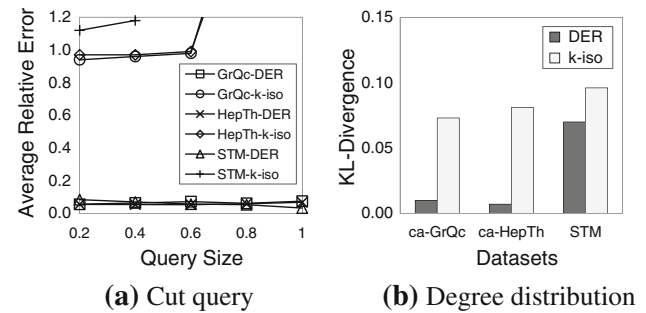 Average Relative Error
1.2
1.0
0.8
0.6
0.4
0.2
0.0
GrQc-DER
GrQc-k-iso
HepTh-DER
HepTh-k-iso
STM-DER
STM-k-iso
0.2 0.4 0.6 0.8 1
Query Size
(a) Cut query
KL-Divergence
0.15
0.10
0.05
0.00
DER
k-iso
ca-GrQc ca-HepTh STM
Datasets
(b) Degree distribution